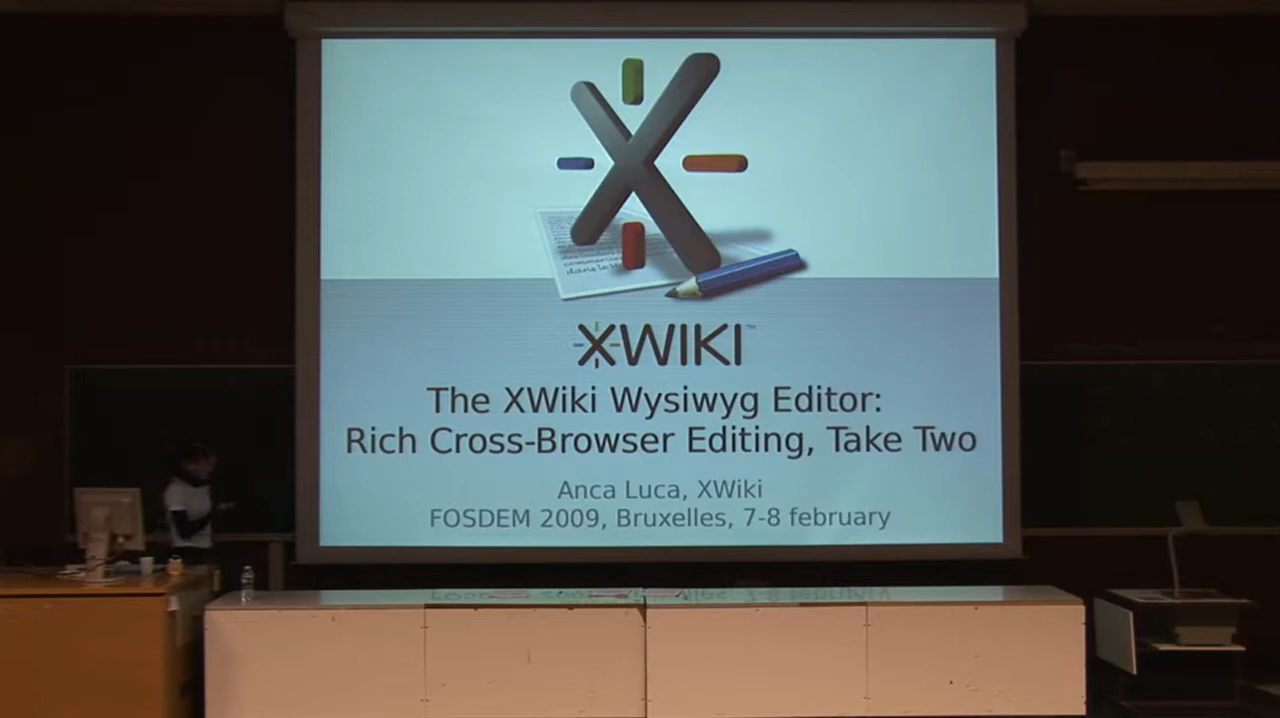 XWIKI™
The XWiki Wysiwyg Editor:
Rich Cross-Browser Editing, Take Two
Anca Luca, XWiki
FOSDEM 2009, Bruxelles, 7-8 february